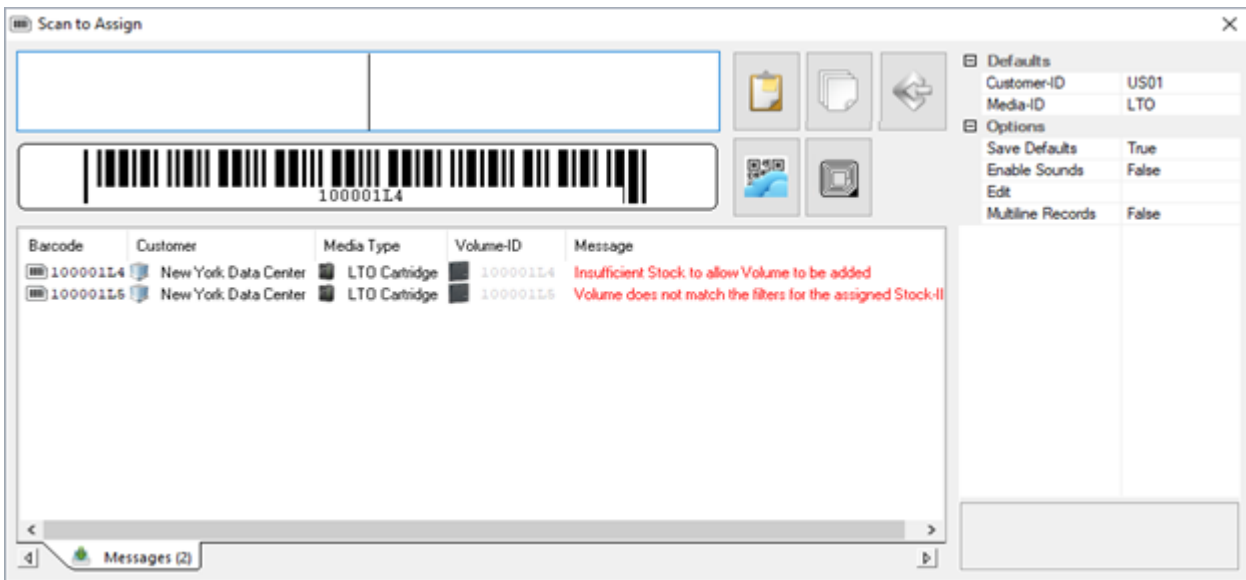 Scan to Assign
Defaults
Customer-ID US01
Media-ID LTO
Options
Save Defaults True
Enable Sounds False
Edit
Multiline Records False
100001L4
Barcode Customer Media Type Volume-ID Message
100001L4 New York Data Center LTO Cartridge 100001L4 Insufficient Stock to allow Volume to be added
100001L5 New York Data Center LTO Cartridge 100001L5 Volume does not match the filters for the assigned Stock-II
Messages (2)